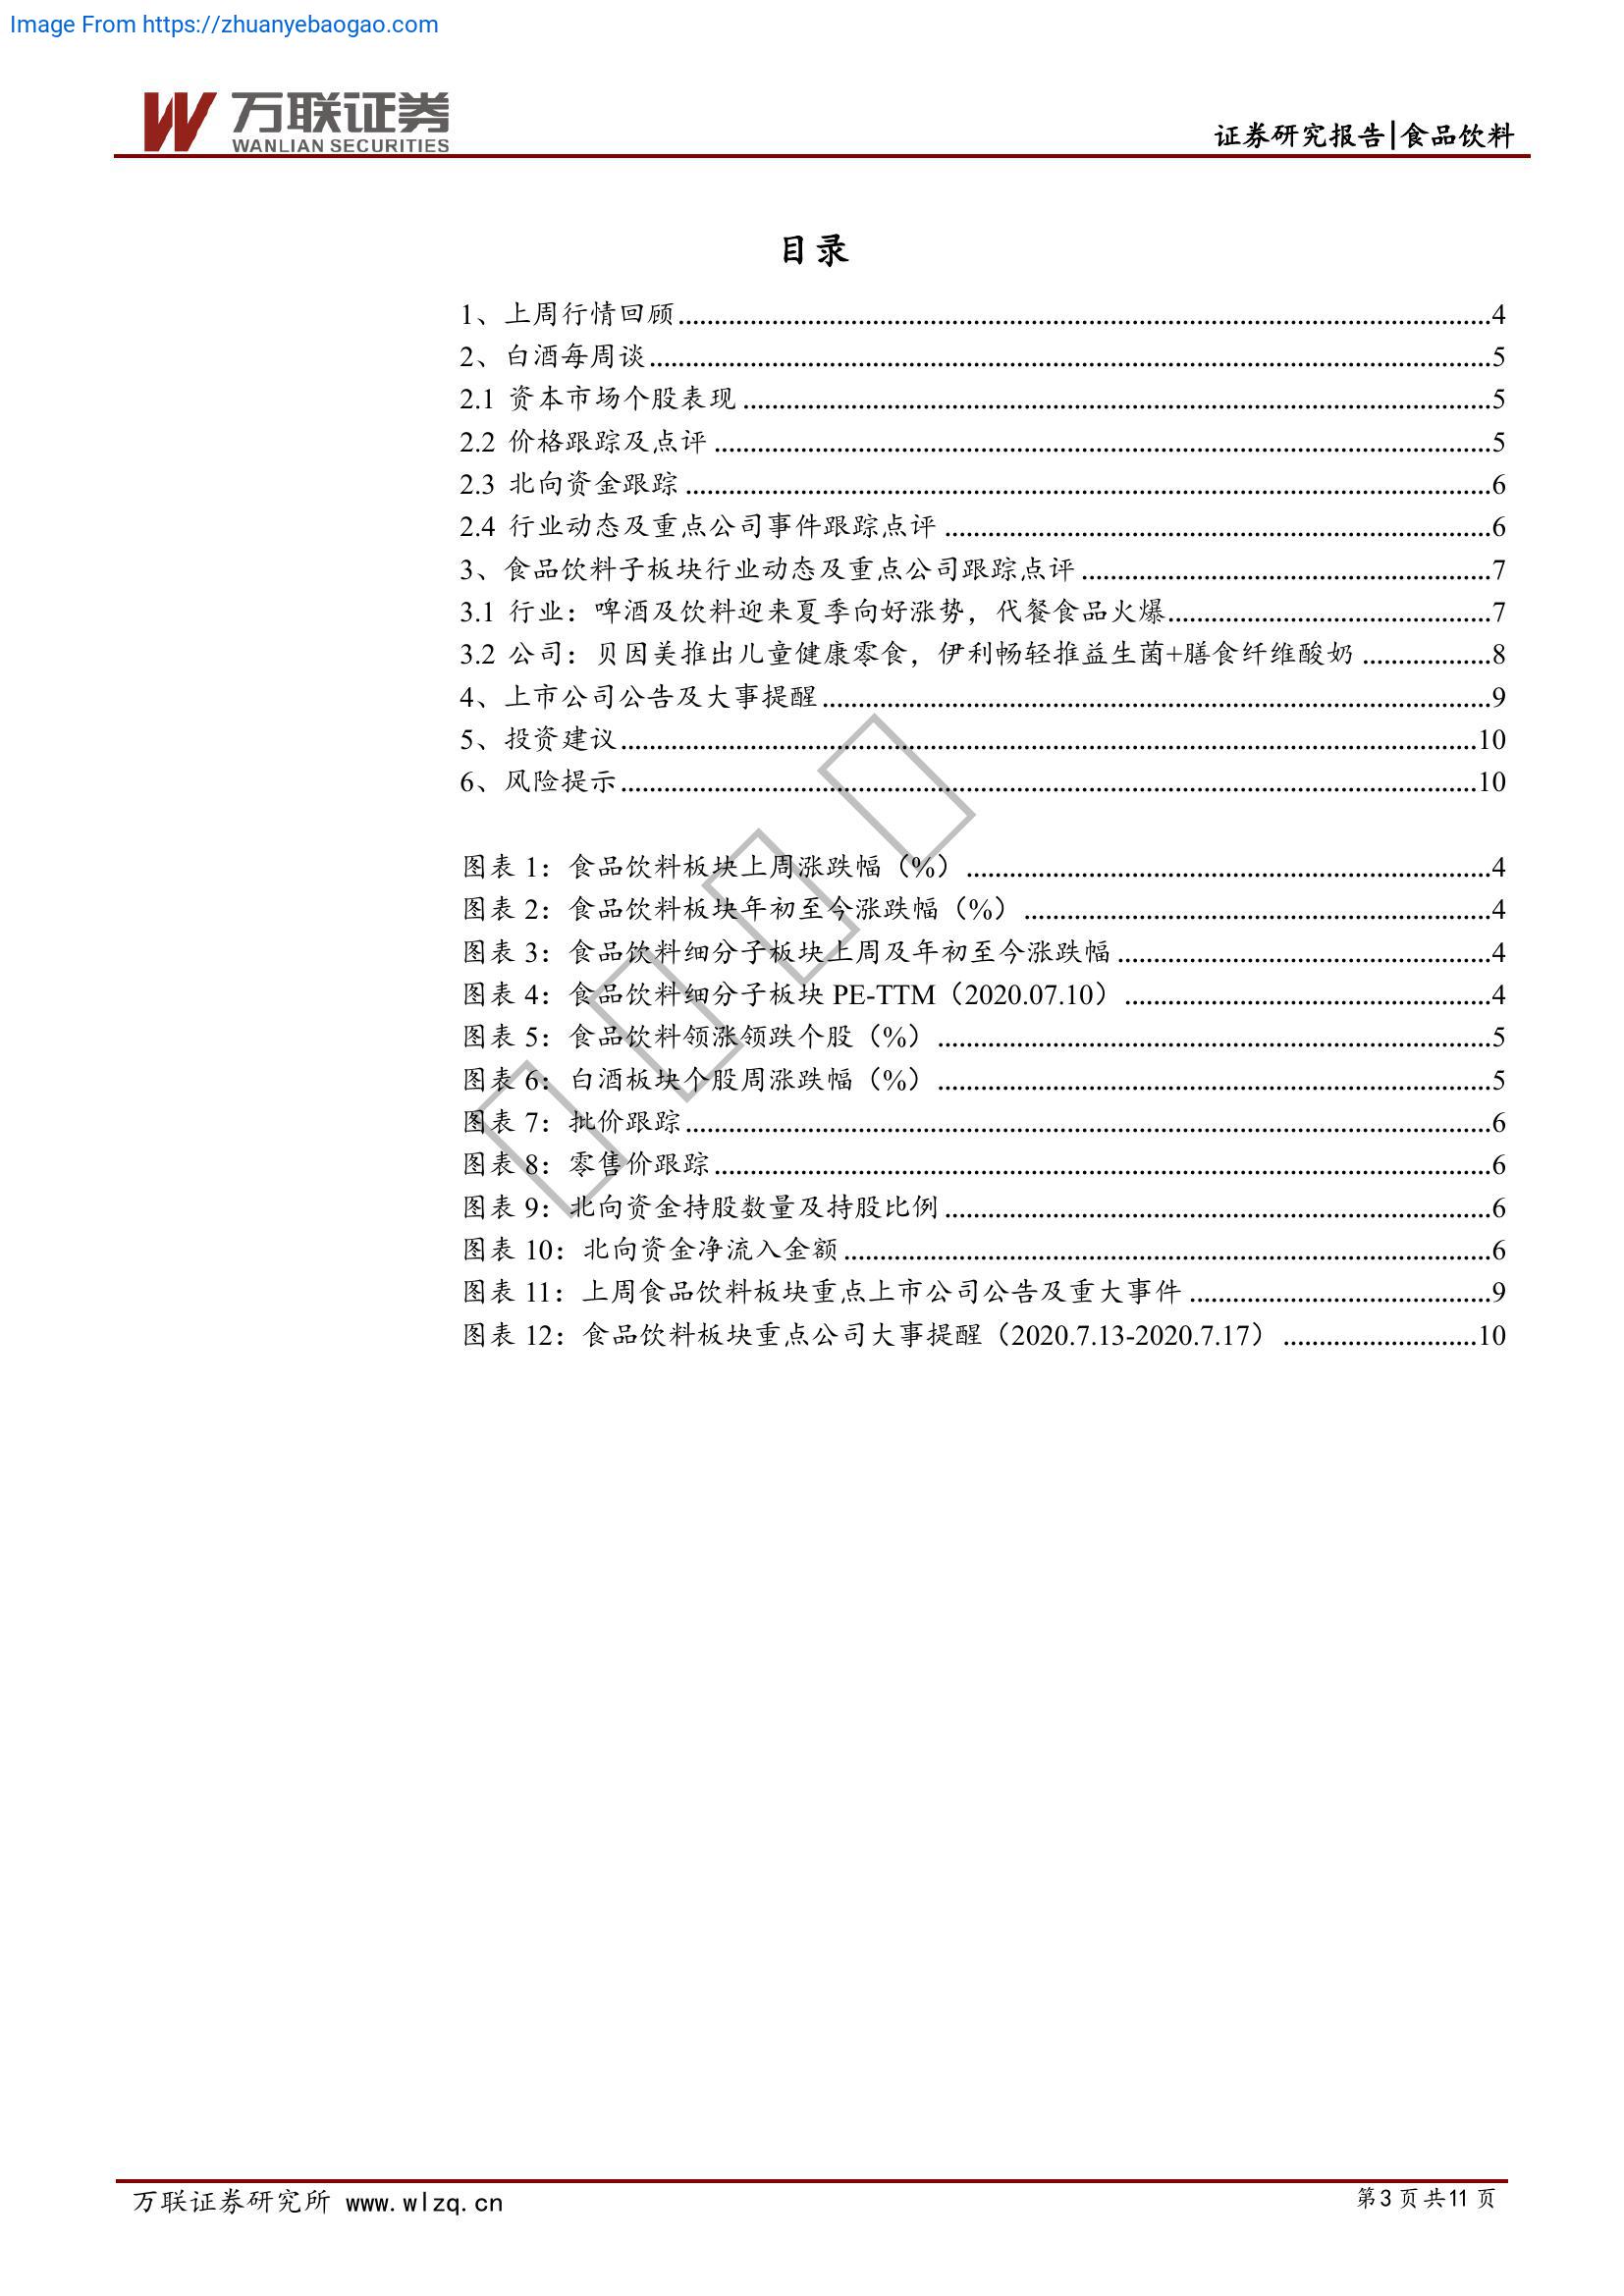 Image From https://zhuanyebaogao.com
万联证券
WANLIAN SECURITIES
证券研究报告|食品饮料
目录
1、上周行情回顾....................4
2、白酒每周谈....................5
2.1 资本市场个股表现....................5
2.2 价格跟踪及点评....................5
2.3 北向资金跟踪....................6
2.4 行业动态及重点公司事件跟踪点评....................6
3、食品饮料子板块行业动态及重点公司跟踪点评....................7
3.1 行业：啤酒及饮料迎来夏季向好涨势，代餐食品火爆....................7
3.2 公司：贝因美推出儿童健康零食，伊利畅轻推益生菌+膳食纤维酸奶....................8
4、上市公司公告及大事提醒....................9
5、投资建议....................10
6、风险提示....................10
图表 1：食品饮料板块上周涨跌幅（%）....................4
图表 2：食品饮料板块年初至今涨跌幅（%）....................4
图表 3：食品饮料细分子板块上周及年初至今涨跌幅....................4
图表 4：食品饮料细分子板块 PE-TTM（2020.07.10）....................4
图表 5：食品饮料领涨领跌个股（%）....................5
图表 6：白酒板块个股周涨跌幅（%）....................5
图表 7：批价跟踪....................6
图表 8：零售价跟踪....................6
图表 9：北向资金持股数量及持股比例....................6
图表 10：北向资金净流入金额....................6
图表 11：上周食品饮料板块重点上市公司公告及重大事件....................9
图表 12：食品饮料板块重点公司大事提醒（2020.7.13-2020.7.17）....................10
万联证券研究所 www.wlzq.cn
第 3 页 共 11 页